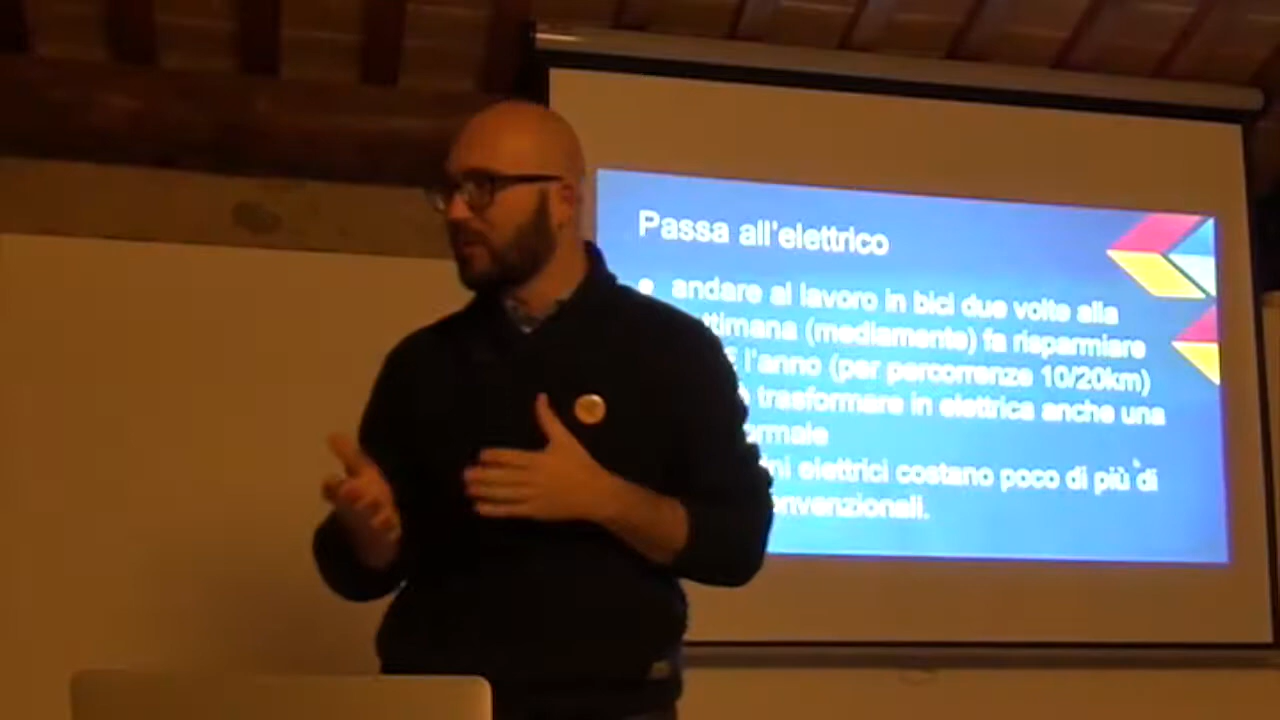 Passa all'elettrico
andare al lavoro in bici due volte alla
ttimana (mediamente) fa risparmiare
l'anno (per percorrenze 10/20km)
trasformare in elettrica anche una
ormale
ni elettrici costano poco di più di
nvenzionali.